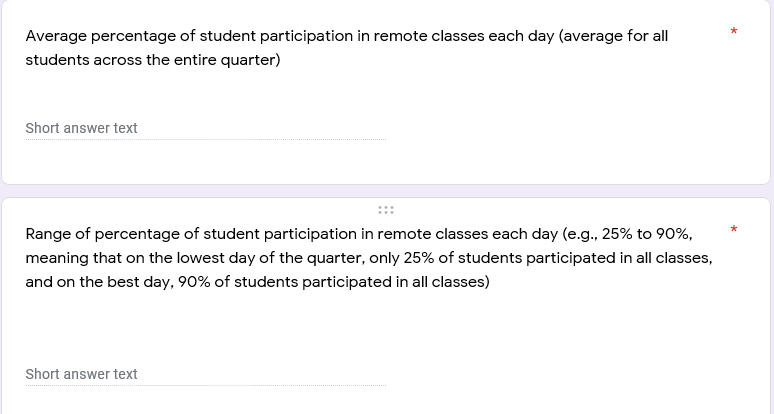 Average percentage of student participation in remote classes each day (average for all *
students across the entire quarter)
Short answer text
Range of percentage of student participation in remote classes each day (e.g., 25% to 90%, *
meaning that on the lowest day of the quarter, only 25% of students participated in all classes,
and on the best day, 90% of students participated in all classes)
Short answer text